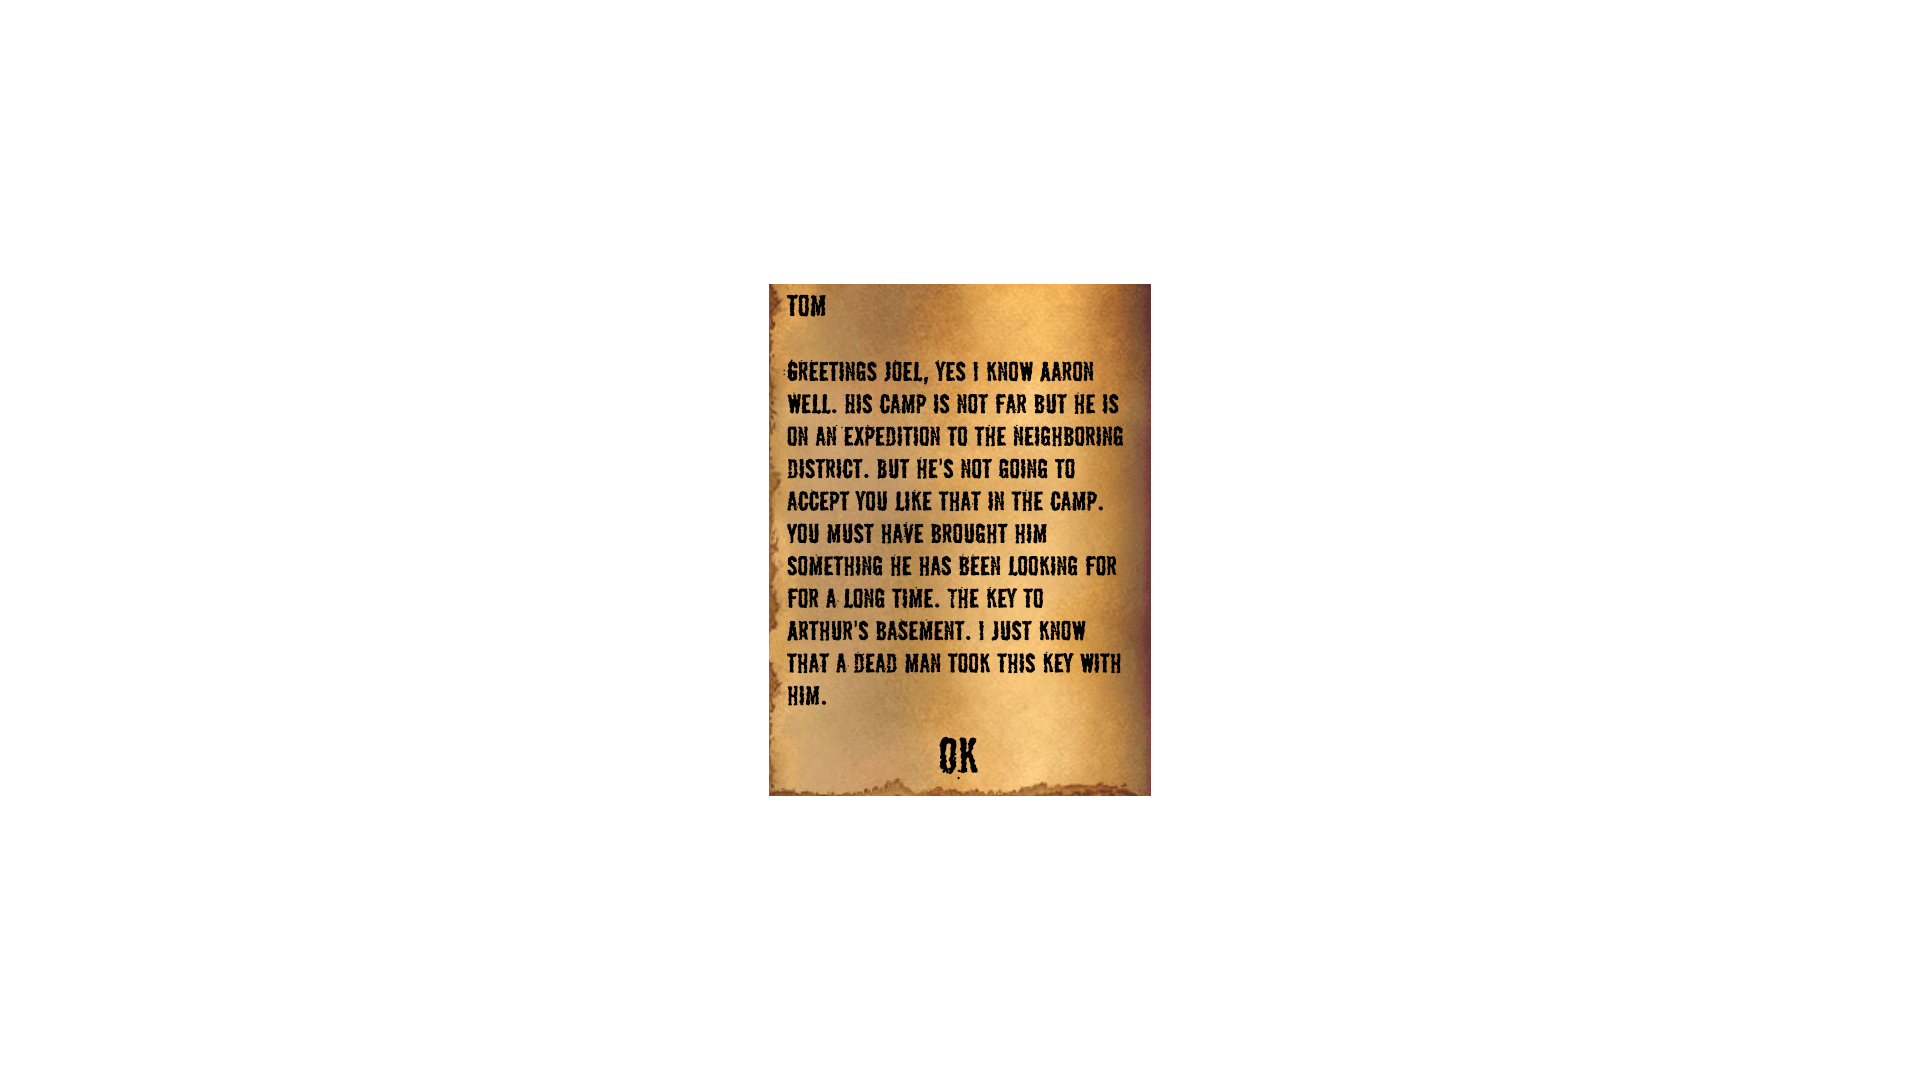 TOM
GREETINGS JOEL, YES I KNOW AARON
WELL. HIS CAMP IS NOT FAR BUT HE IS
ON AN EXPEDITION TO THE NEIGHBORING
DISTRICT. BUT HE'S NOT GOING TO
ACCEPT YOU LIKE THAT IN THE CAMP.
YOU MUST HAVE BROUGHT HIM
SOMETHING HE HAS BEEN LOOKING FOR
FOR A LONG TIME. THE KEY TO
ARTHUR'S BASEMENT. I JUST KNOW
THAT A DEAD MAN TOOK THIS KEY WITH
HIM.
OK